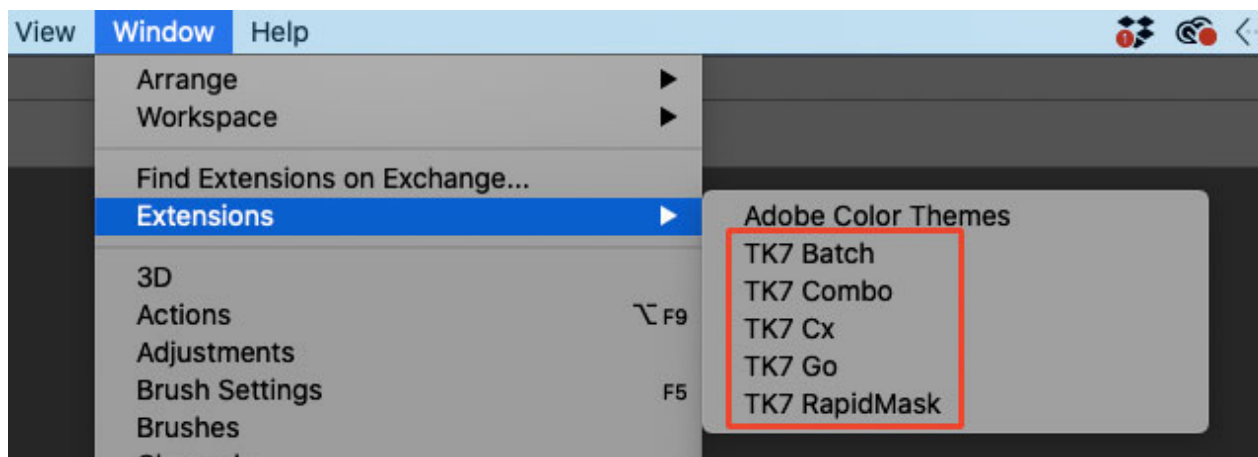 View Window Help
Arrange
Workspace
Find Extensions on Exchange...
Extensions
Adobe Color Themes
TK7 Batch
TK7 Combo
TK7 Cx
TK7 Go
TK7 RapidMask
3D
Actions ⌥F9
Adjustments
Brush Settings F5
Brushes